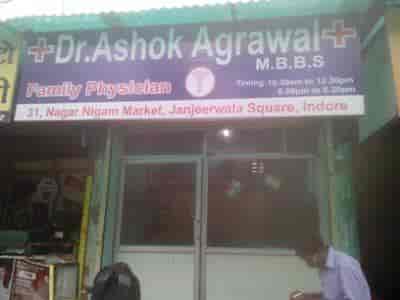 Dr.Ashok Agrawal
M.B.B.S
Family Physician
Timing 10.30am to 12.30pm
6.00pm to 8.30pm
31, Nagar Nigam Market, Janjeerwala Square, Indore